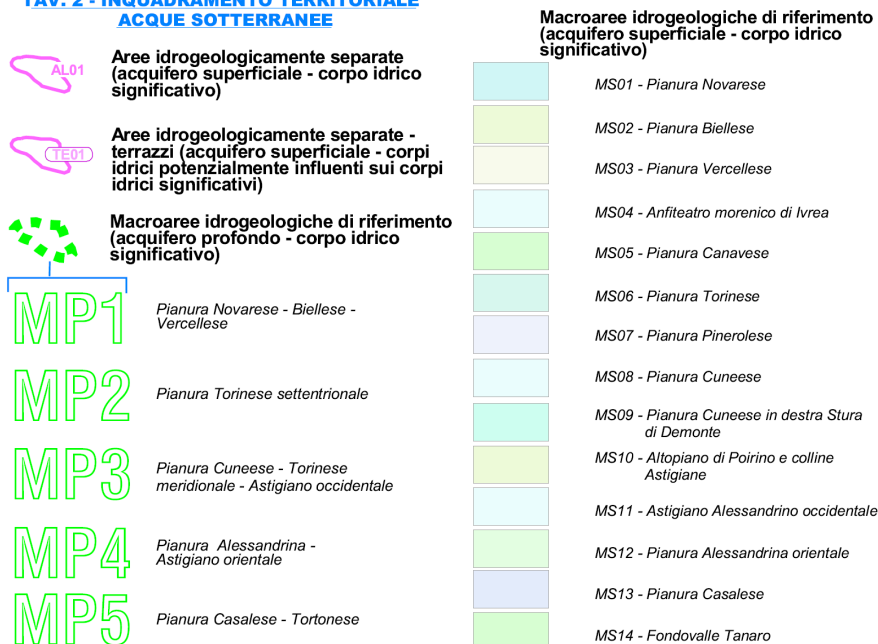 TAV. 2 - INQUADRAMENTO TERRITORIALE
ACQUE SOTTERRANEE
AL01
Aree idrogeologicamente separate
(acquifero superficiale - corpo idrico
significativo)
TE01
Aree idrogeologicamente separate -
terrazzi (acquifero superficiale - corpi
idrici potenzialmente influenti sui corpi
idrici significativi)
Macroaree idrogeologiche di riferimento
(acquifero profondo - corpo idrico
significativo)
MP1
Pianura Novarese - Biellese -
Vercellese
MP2
Pianura Torinese settentrionale
MP3
Pianura Cuneese - Torinese
meridionale - Astigiano occidentale
MP4
Pianura Alessandrina -
Astigiano orientale
MP5
Pianura Casalese - Tortonese
Macroaree idrogeologiche di riferimento
(acquifero superficiale - corpo idrico
significativo)
MS01 - Pianura Novarese
MS02 - Pianura Biellese
MS03 - Pianura Vercellese
MS04 - Anfiteatro morenico di Ivrea
MS05 - Pianura Canavese
MS06 - Pianura Torinese
MS07 - Pianura Pinerolese
MS08 - Pianura Cuneese
MS09 - Pianura Cuneese in destra Stura
di Demonte
MS10 - Altopiano di Poirino e colline
Astigiane
MS11 - Astigiano Alessandrino occidentale
MS12 - Pianura Alessandrina orientale
MS13 - Pianura Casalese
MS14 - Fondovalle Tanaro